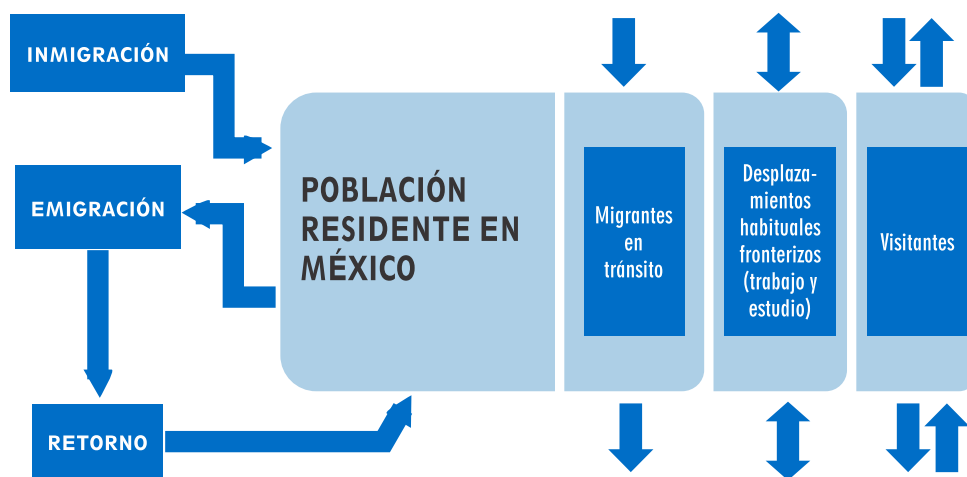 INMIGRACIÓN
EMIGRACIÓN
RETORNO
POBLACIÓN
RESIDENTE EN
MÉXICO
Migrantes
en
tránsito
Desplaza-
mientos
habituales
fronterizos
(trabajo y
estudio)
Visitantes